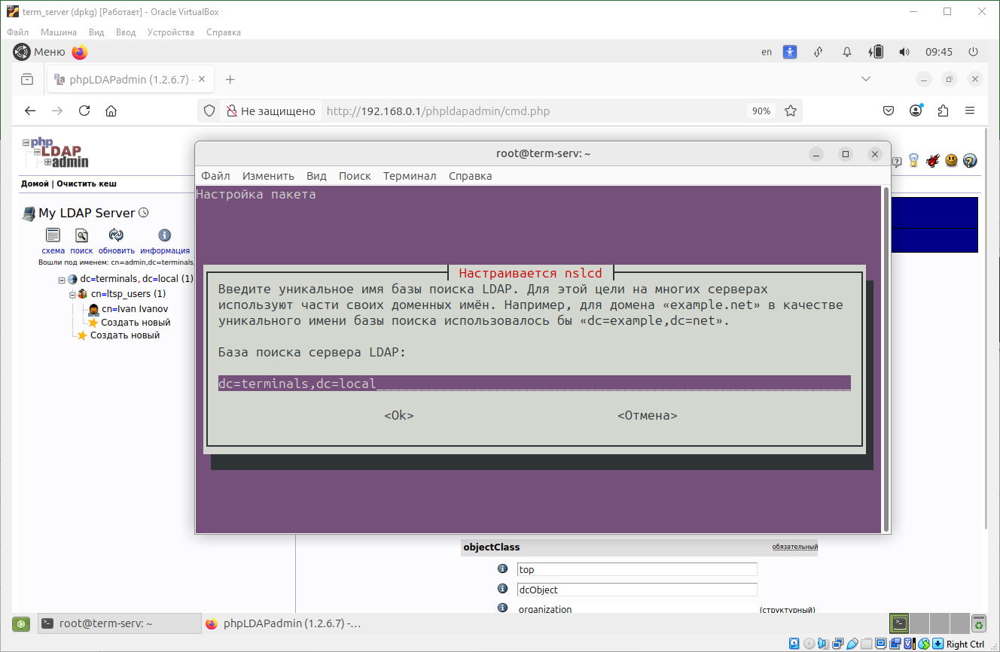 term_server (dpkg) [Работает] - Oracle VirtualBox
Файл Машина Вид Ввод Устройства Справка
Меню en 09:45
phpLDAPadmin (1.2.6.7) -
Не защищено http://192.168.0.1/phpldapadmin/cmd.php 90%
php
LDAP
admin
Домой | Очистить кеш
My LDAP Server
схема поиск обновить информация
Вошли под именем: cn=admin,dc=terminals,
dc=terminals, dc=local (1)
cn=ltsp_users (1)
cn=Ivan Ivanov
Создать новый
Создать новый
root@term-serv: ~
Файл Изменить Вид Поиск Терминал Справка
Настройка пакета
Настраивается nslcd
Введите уникальное имя базы поиска LDAP. Для этой цели на многих серверах
используют части своих доменных имён. Например, для домена «example.net» в качестве
уникального имени базы поиска использовалось бы «dc=example,dc=net».
База поиска сервера LDAP:
dc=terminals,dc=local
<Ok> <Отмена>
objectClass обязательный
top
dcObject
organization (структурный)
root@term-serv: ~ phpLDAPadmin (1.2.6.7) -...
Right Ctrl